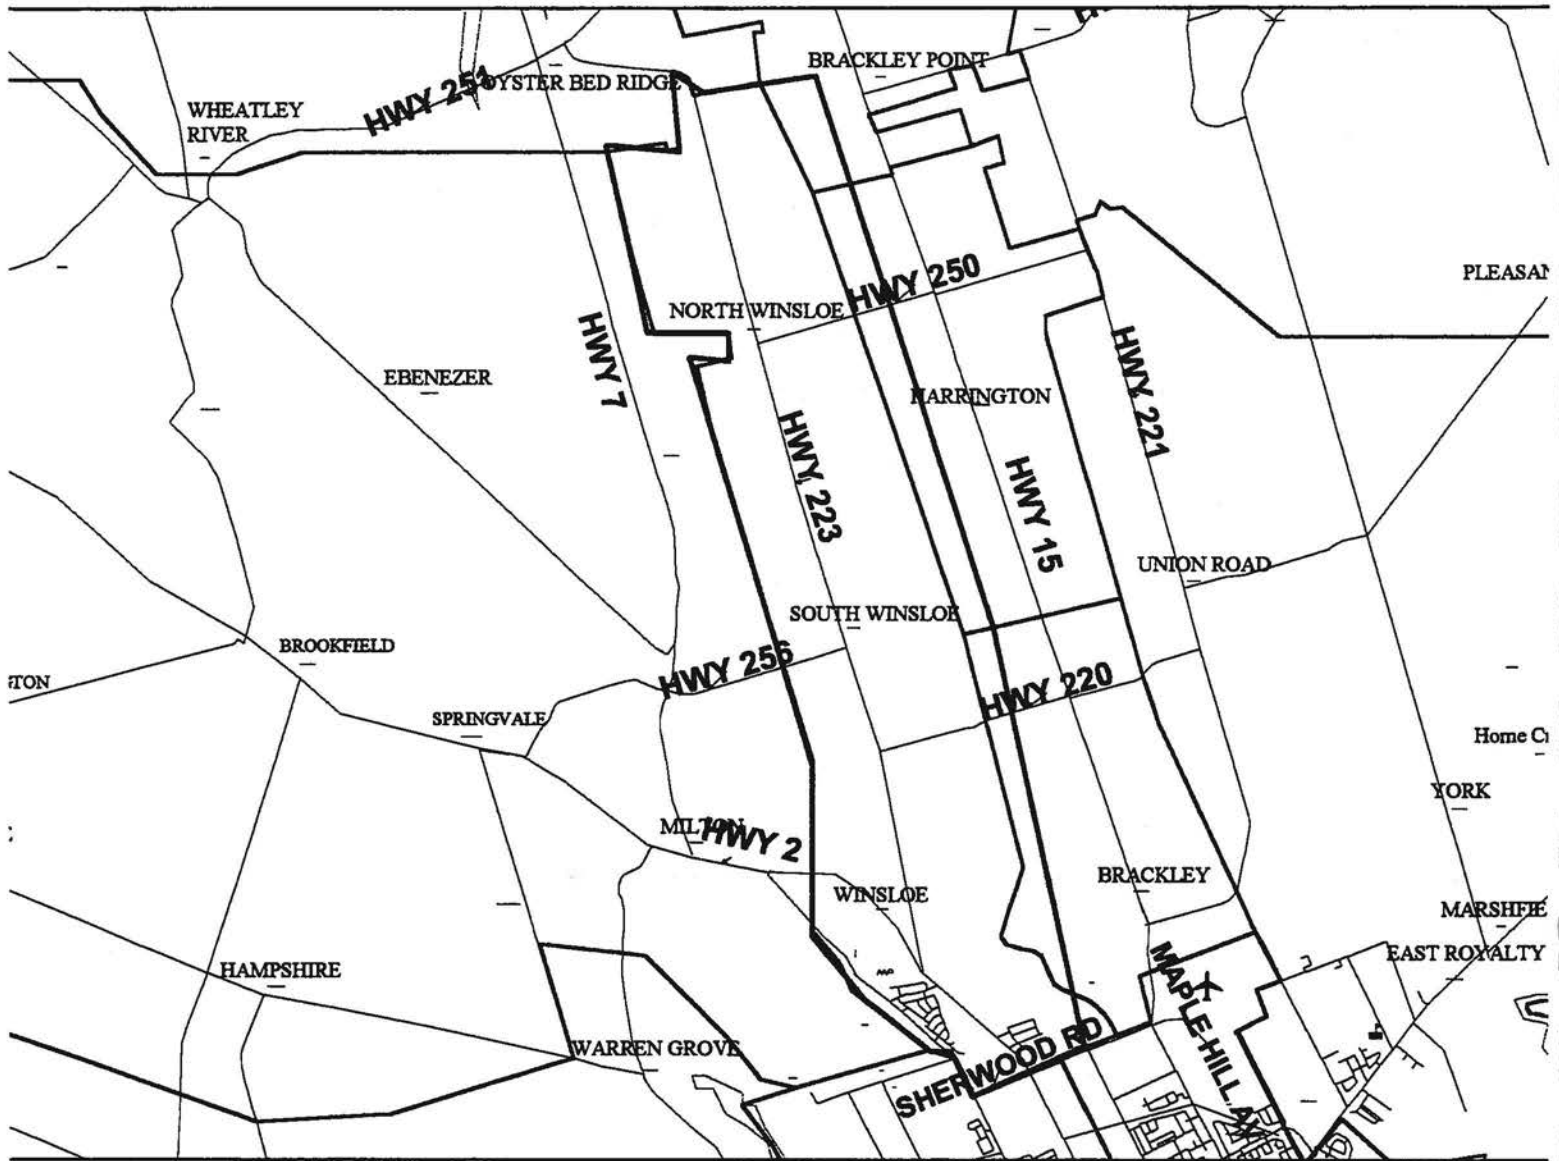 BRACKLEY POINT
OYSTER BED RIDGE
HWY 251
WHEATLEY
RIVER
HWY 250
PLEASAN
NORTH WINSLOE
HWY 7
EBENEZER
HARRINGTON
HWY 221
HWY 223
HWY 15
UNION ROAD
SOUTH WINSLOE
BROOKFIELD
HWY 256
HWY 220
TON
SPRINGVALE
Home C
YORK
MILTON
HWY 2
BRACKLEY
WINSLOE
MARSHFIE
EAST ROYALTY
HAMPSHIRE
MAPLE HILL AV
WARREN GROVE
SHERWOOD RD